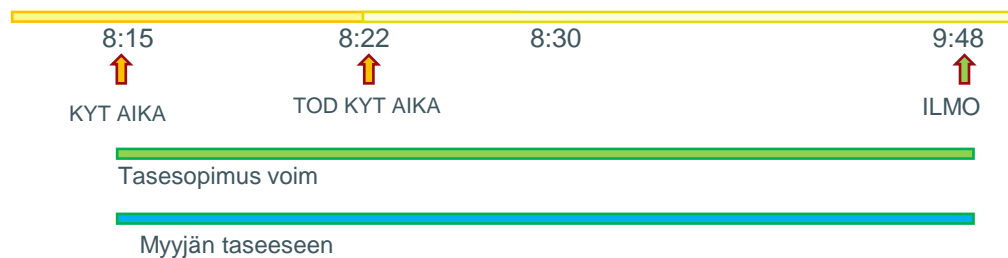 8:15 8:22 8:30 9:48
KYT AIKA TOD KYT AIKA ILMO
Tasesopimus voim
Myyjän taseeseen